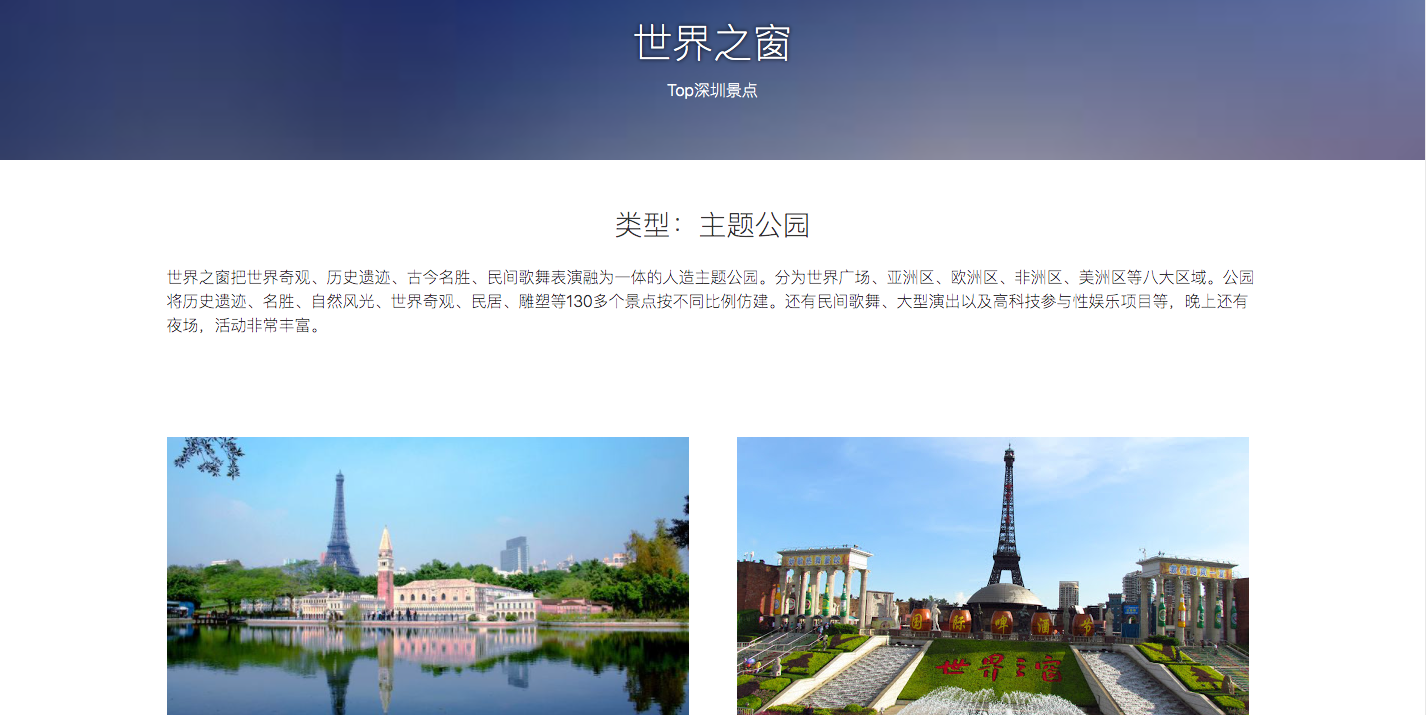 世界之窗
Top深圳景点
类型：主题公园
世界之窗把世界奇观、历史遗迹、古今名胜、民间歌舞表演融为一体的人造主题公园。分为世界广场、亚洲区、欧洲区、非洲区、美洲区等八大区域。公园
将历史遗迹、名胜、自然风光、世界奇观、民居、雕塑等130多个景点按不同比例仿建。还有民间歌舞、大型演出以及高科技参与性娱乐项目等，晚上还有
夜场，活动非常丰富。
国际啤酒节
世界之窗